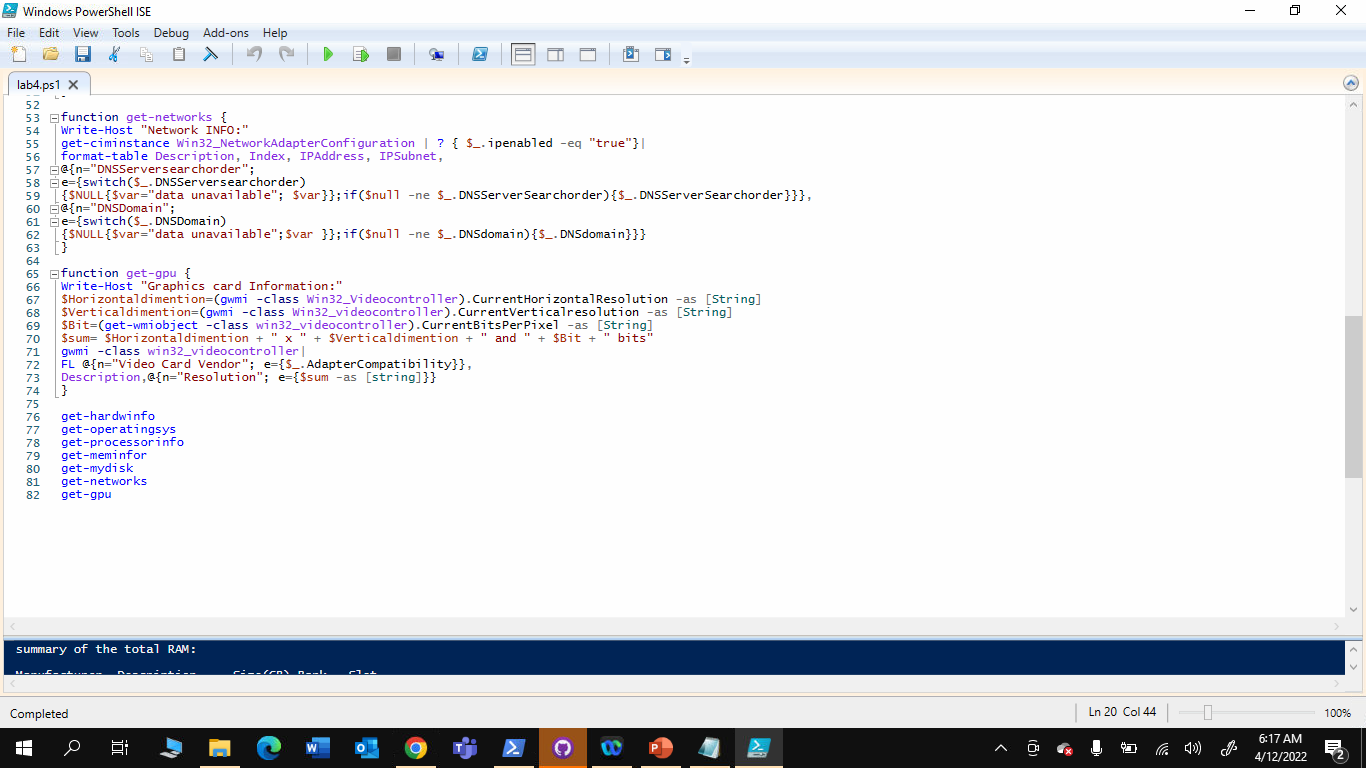 Windows PowerShell ISE
File Edit View Tools Debug Add-ons Help
lab4.ps1
52
53 function get-networks {
54 Write-Host "Network INFO:"
55 get-ciminstance Win32_NetworkAdapterConfiguration | ? { $_.ipenabled -eq "true"}|
56 format-table Description, Index, IPAddress, IPSubnet,
57 @{n="DNSServersearchorder";
58 e={switch($_.DNSServersearchorder)
59 {$NULL{$var="data unavailable"; $var}};if($null -ne $_.DNSServerSearchorder){$_.DNSServerSearchorder}}},
60 @{n="DNSDomain";
61 e={switch($_.DNSDomain)
62 {$NULL{$var="data unavailable";$var }};if($null -ne $_.DNSdomain){$_.DNSdomain}}}
63 }
64
65 function get-gpu {
66 Write-Host "Graphics card Information:"
67 $Horizontaldimention=(gwmi -class Win32_Videocontroller).CurrentHorizontalResolution -as [String]
68 $Verticaldimention=(gwmi -class Win32_videocontroller).CurrentVerticalresolution -as [String]
69 $Bit=(get-wmiobject -class win32_videocontroller).CurrentBitsPerPixel -as [String]
70 $sum= $Horizontaldimention + " x " + $Verticaldimention + " and " + $Bit + " bits"
71 gwmi -class win32_videocontroller|
72 FL @{n="Video Card Vendor"; e={$_.AdapterCompatibility}},
73 Description,@{n="Resolution"; e={$sum -as [string]}}
74 }
75
76 get-hardwinfo
77 get-operatingsys
78 get-processorinfo
79 get-meminfor
80 get-mydisk
81 get-networks
82 get-gpu
summary of the total RAM:
Completed
Ln 20 Col 44
100%
6:17 AM
4/12/2022
2